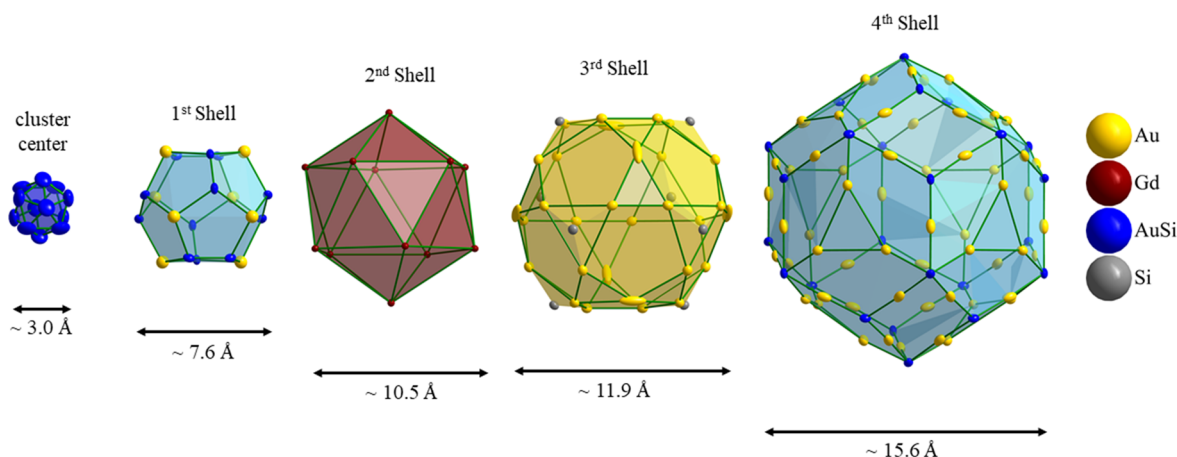 cluster
center
~ 3.0 Å
1st Shell
~ 7.6 Å
2nd Shell
~ 10.5 Å
3rd Shell
~ 11.9 Å
4th Shell
~ 15.6 Å
Au
Gd
AuSi
Si